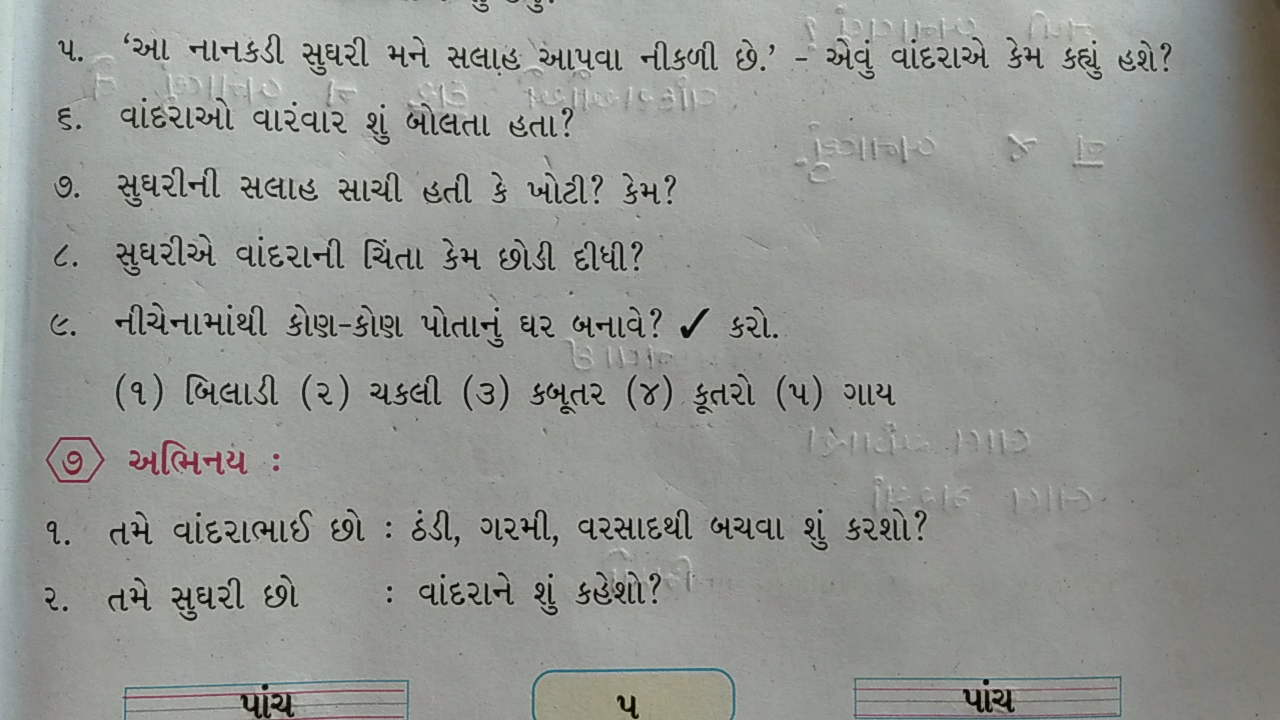 ૫. ‘આ નાનકડી સુઘરી મને સલાહ આપવા નીકળી છે.’ - એવું વાંદરાએ કેમ કહ્યું હશે?
૬. વાંદરાઓ વારંવાર શું બોલતા હતા?
૭. સુઘરીની સલાહ સાચી હતી કે ખોટી? કેમ?
૮. સુઘરીએ વાંદરાની ચિંતા કેમ છોડી દીધી?
૯. નીચેનામાંથી કોણ-કોણ પોતાનું ઘર બનાવે? ✓ કરો.
(૧) બિલાડી (૨) ચકલી (૩) કબૂતર (૪) કૂતરો (૫) ગાય
૭ અભિનય :
૧. તમે વાંદરાભાઈ છો : ઠંડી, ગરમી, વરસાદથી બચવા શું કરશો?
૨. તમે સુઘરી છો : વાંદરાને શું કહેશો?
પાંચ ૫ પાંચ